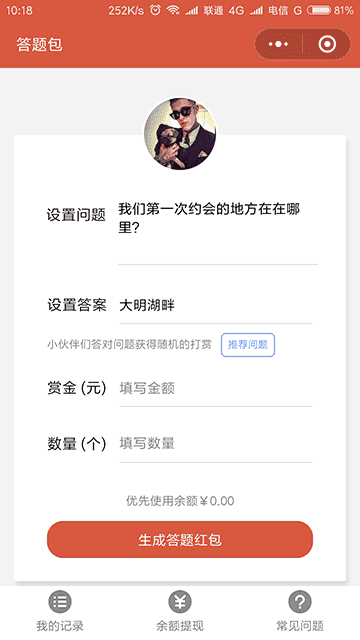 10:18 252K/s 联通 4G 电信 G 81%
答题包
设置问题 我们第一次约会的地方在在哪
里?
设置答案 大明湖畔
小伙伴们答对问题获得随机的打赏 推荐问题
赏金 (元) 填写金额
数量 (个) 填写数量
优先使用余额￥0.00
生成答题红包
我的记录 余额提现 常见问题